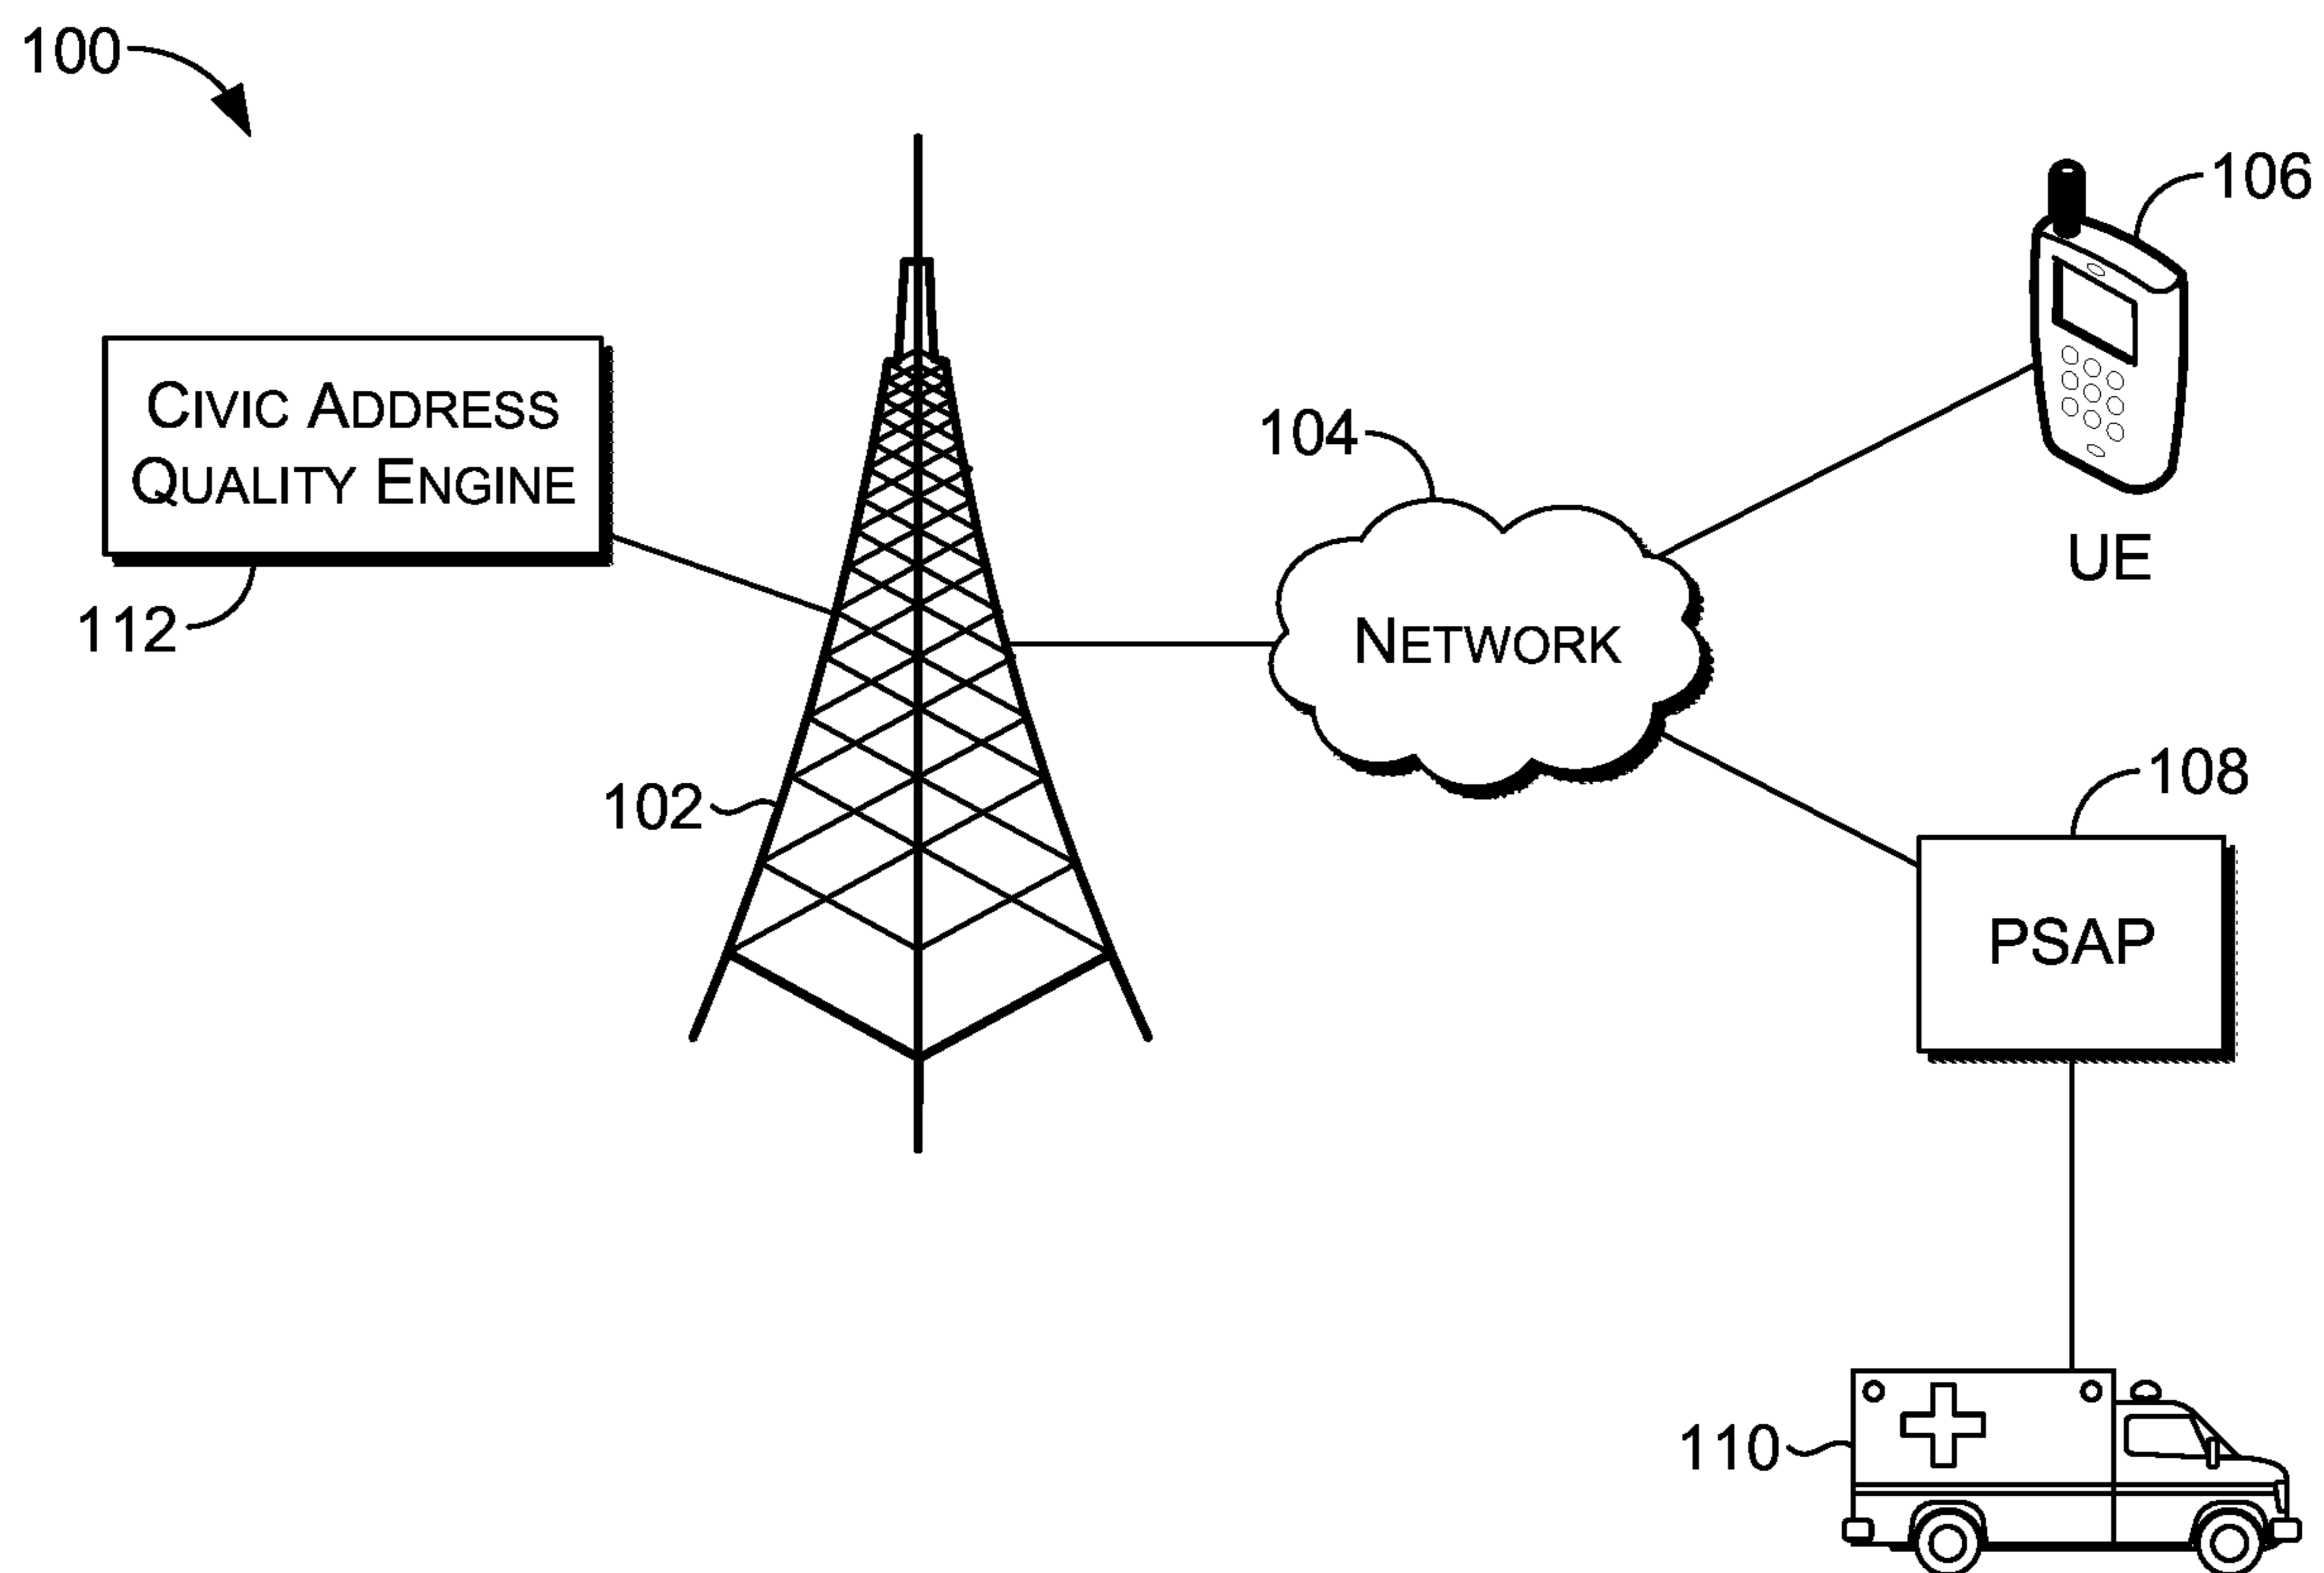 100
106
CIVIC ADDRESS
QUALITY ENGINE
104
UE
112
NETWORK
108
102
PSAP
110